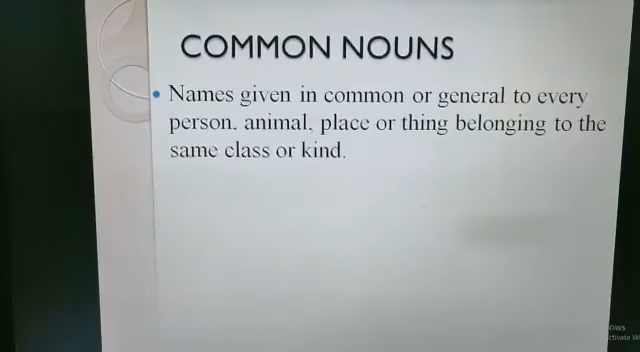 COMMON NOUNS
• Names given in common or general to every
person, animal, place or thing belonging to the
same class or kind.